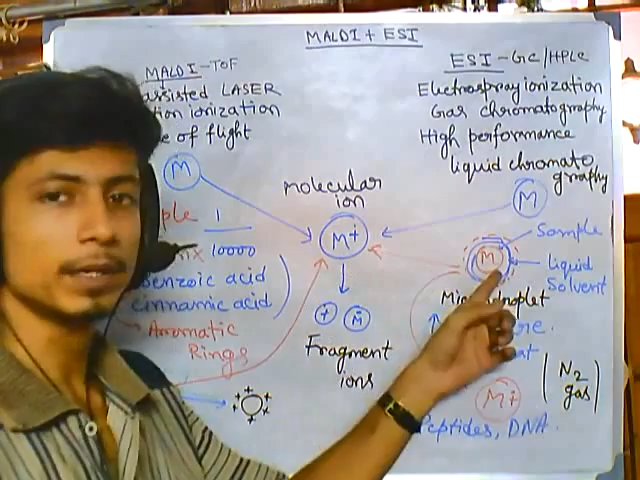 MALDI + ESI
MALDI - TOF
assisted LASER
ionization
of flight
M
1
10000
Benzoic acid
cinnamic acid
Aromatic
Rings
Molecular
ion
M+
+
M
Fragment
ions
ESI - GC/HPLC
Electrospray ionization
Gas chromatography
High performance
liquid chromato
graphy
M
Sample
M
liquid
Solvent
N2
gas
M+
Peptides, DNA